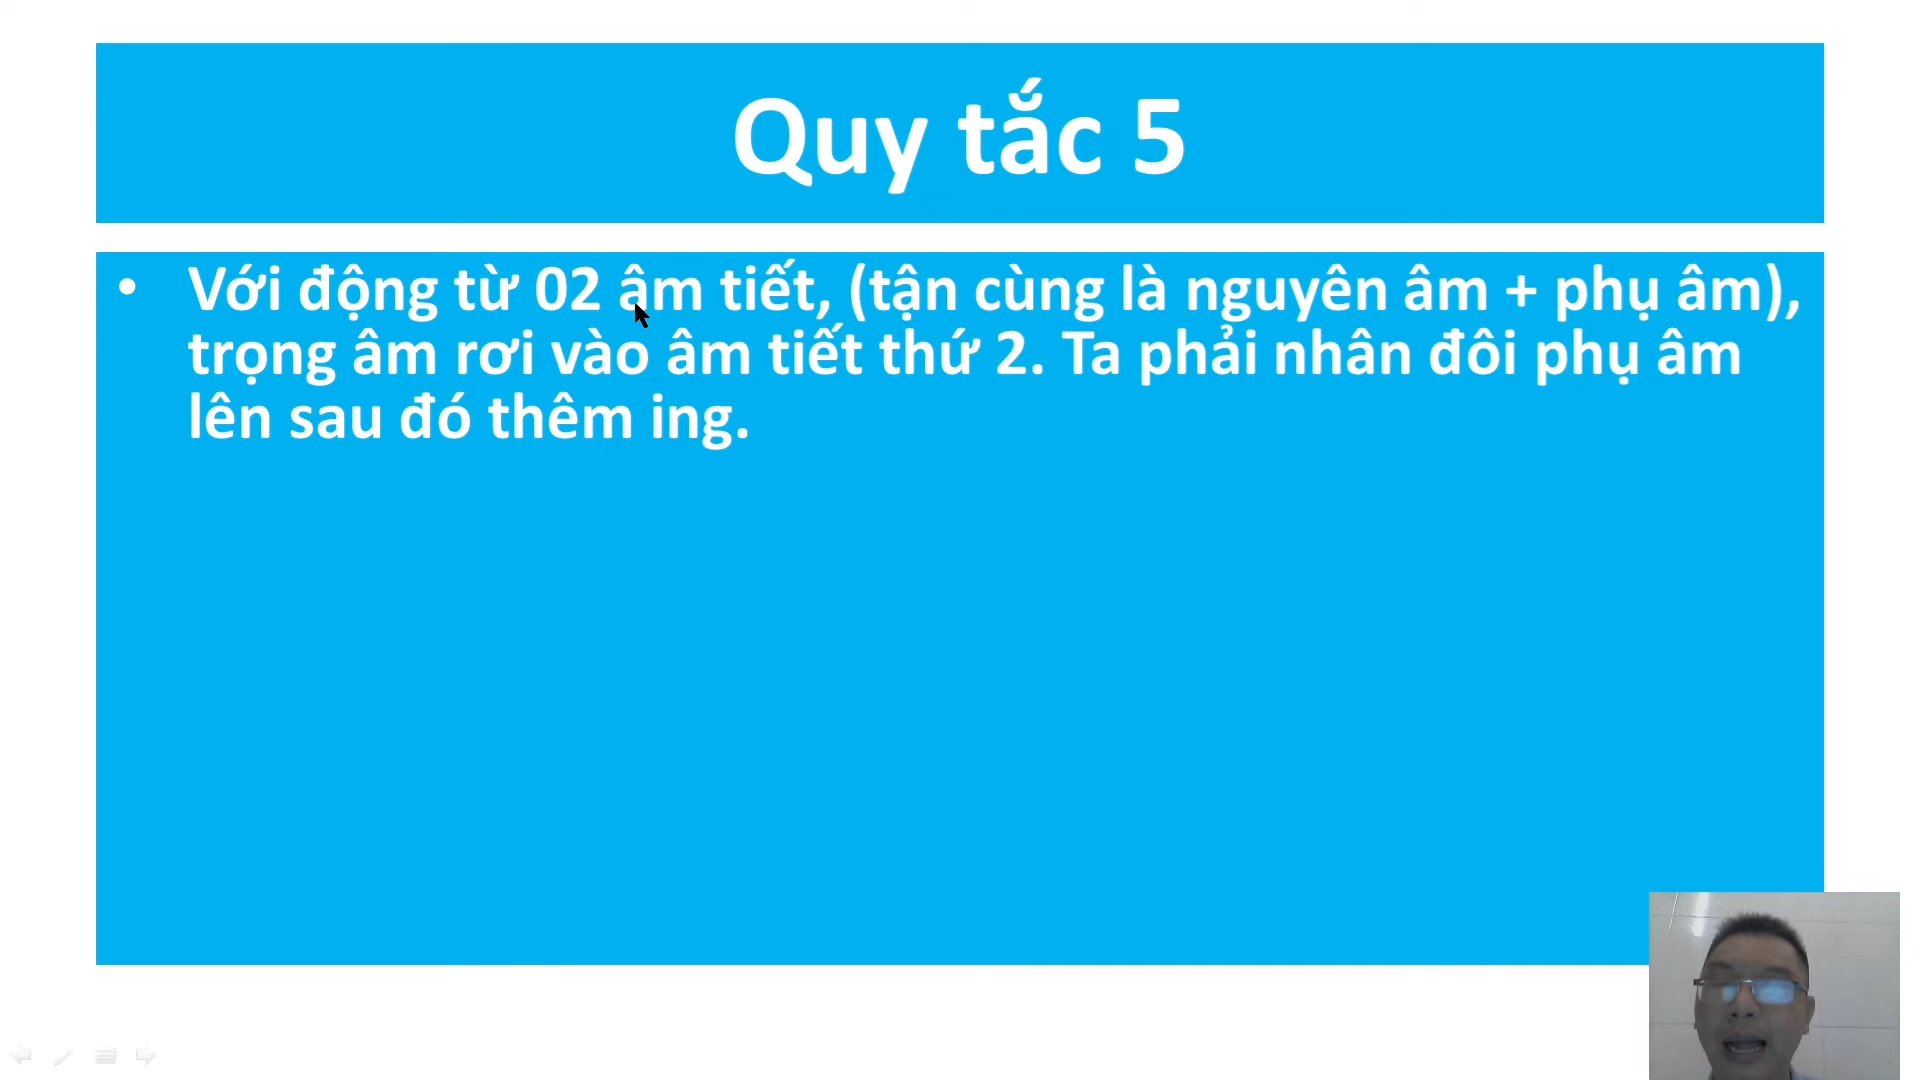 Quy tắc 5
• Với động từ 02 âm tiết, (tận cùng là nguyên âm + phụ âm),
trọng âm rơi vào âm tiết thứ 2. Ta phải nhân đôi phụ âm
lên sau đó thêm ing.